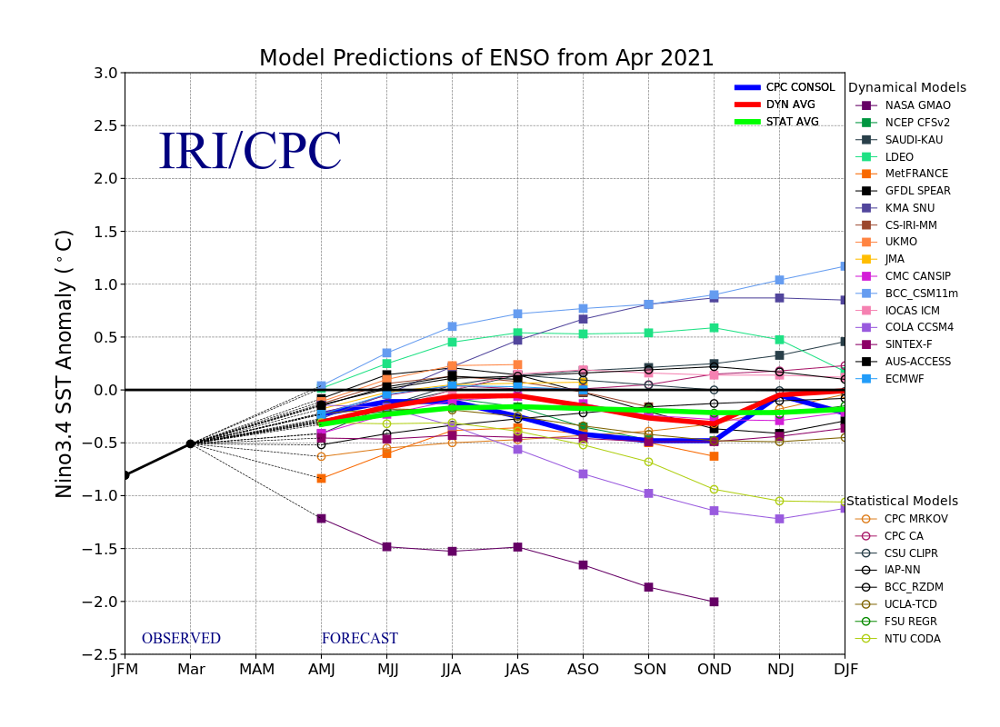 Model Predictions of ENSO from Apr 2021
3.0
2.5
2.0
1.5
1.0
0.5
0.0
−0.5
−1.0
−1.5
−2.0
−2.5
Nino3.4 SST Anomaly (°C)
IRI/CPC
CPC CONSOL
DYN AVG
STAT AVG
OBSERVED
FORECAST
JFM Mar MAM AMJ MJJ JJA JAS ASO SON OND NDJ DJF
Dynamical Models
NASA GMAO
NCEP CFSv2
SAUDI-KAU
LDEO
MetFRANCE
GFDL SPEAR
KMA SNU
CS-IRI-MM
UKMO
JMA
CMC CANSIP
BCC_CSM11m
IOCAS ICM
COLA CCSM4
SINTEX-F
AUS-ACCESS
ECMWF
Statistical Models
CPC MRKOV
CPC CA
CSU CLIPR
IAP-NN
BCC_RZDM
UCLA-TCD
FSU REGR
NTU CODA